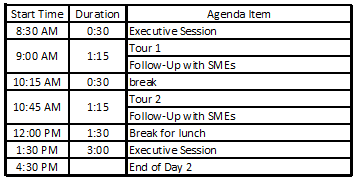 Start Time Duration Agenda Item
8:30 AM 0:30 Executive Session
9:00 AM 1:15 Tour 1
Follow-Up with SMEs
10:15 AM 0:30 break
10:45 AM 1:15 Tour 2
Follow-Up with SMEs
12:00 PM 1:30 Break for lunch
1:30 PM 3:00 Executive Session
4:30 PM End of Day 2